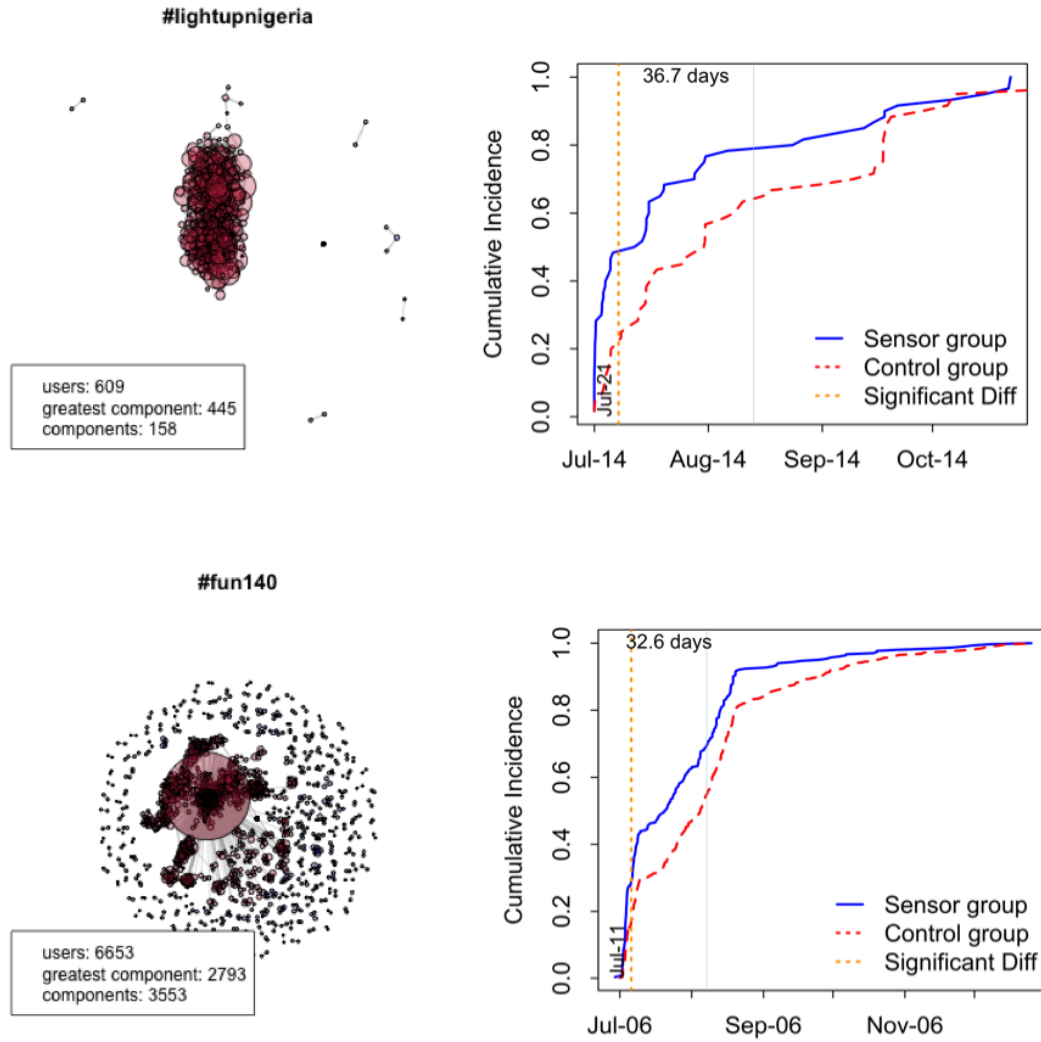 #lightupnigeria
users: 609
greatest component: 445
components: 158
36.7 days
Cumulative Incidence
0.0 0.2 0.4 0.6 0.8 1.0
Jul-21
Sensor group
Control group
Significant Diff
Jul-14 Aug-14 Sep-14 Oct-14
#fun140
users: 6653
greatest component: 2793
components: 3553
32.6 days
Cumulative Incidence
0.0 0.2 0.4 0.6 0.8 1.0
Jul-11
Sensor group
Control group
Significant Diff
Jul-06 Sep-06 Nov-06